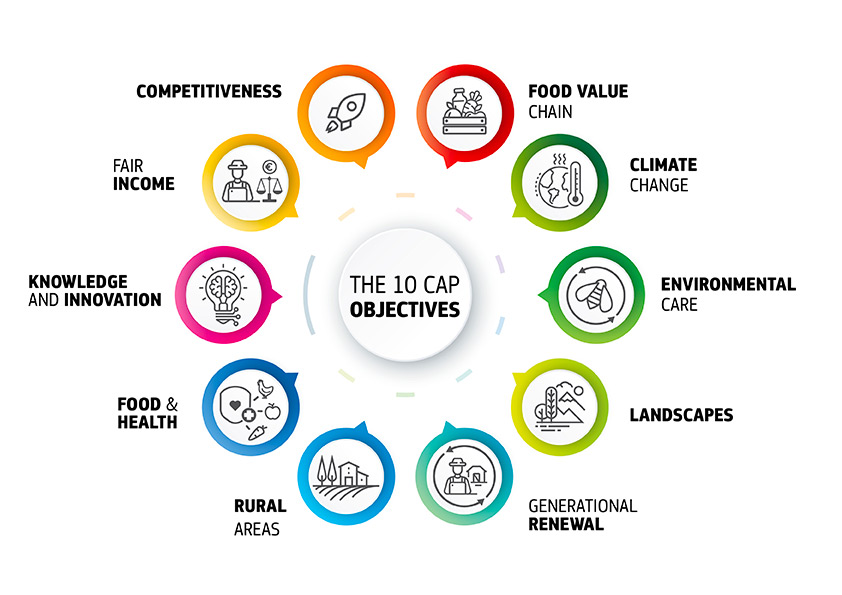 THE 10 CAP
OBJECTIVES
COMPETITIVENESS
FOOD VALUE
CHAIN
CLIMATE
CHANGE
ENVIRONMENTAL
CARE
LANDSCAPES
GENERATIONAL
RENEWAL
RURAL
AREAS
FOOD &
HEALTH
KNOWLEDGE
AND INNOVATION
FAIR
INCOME
€